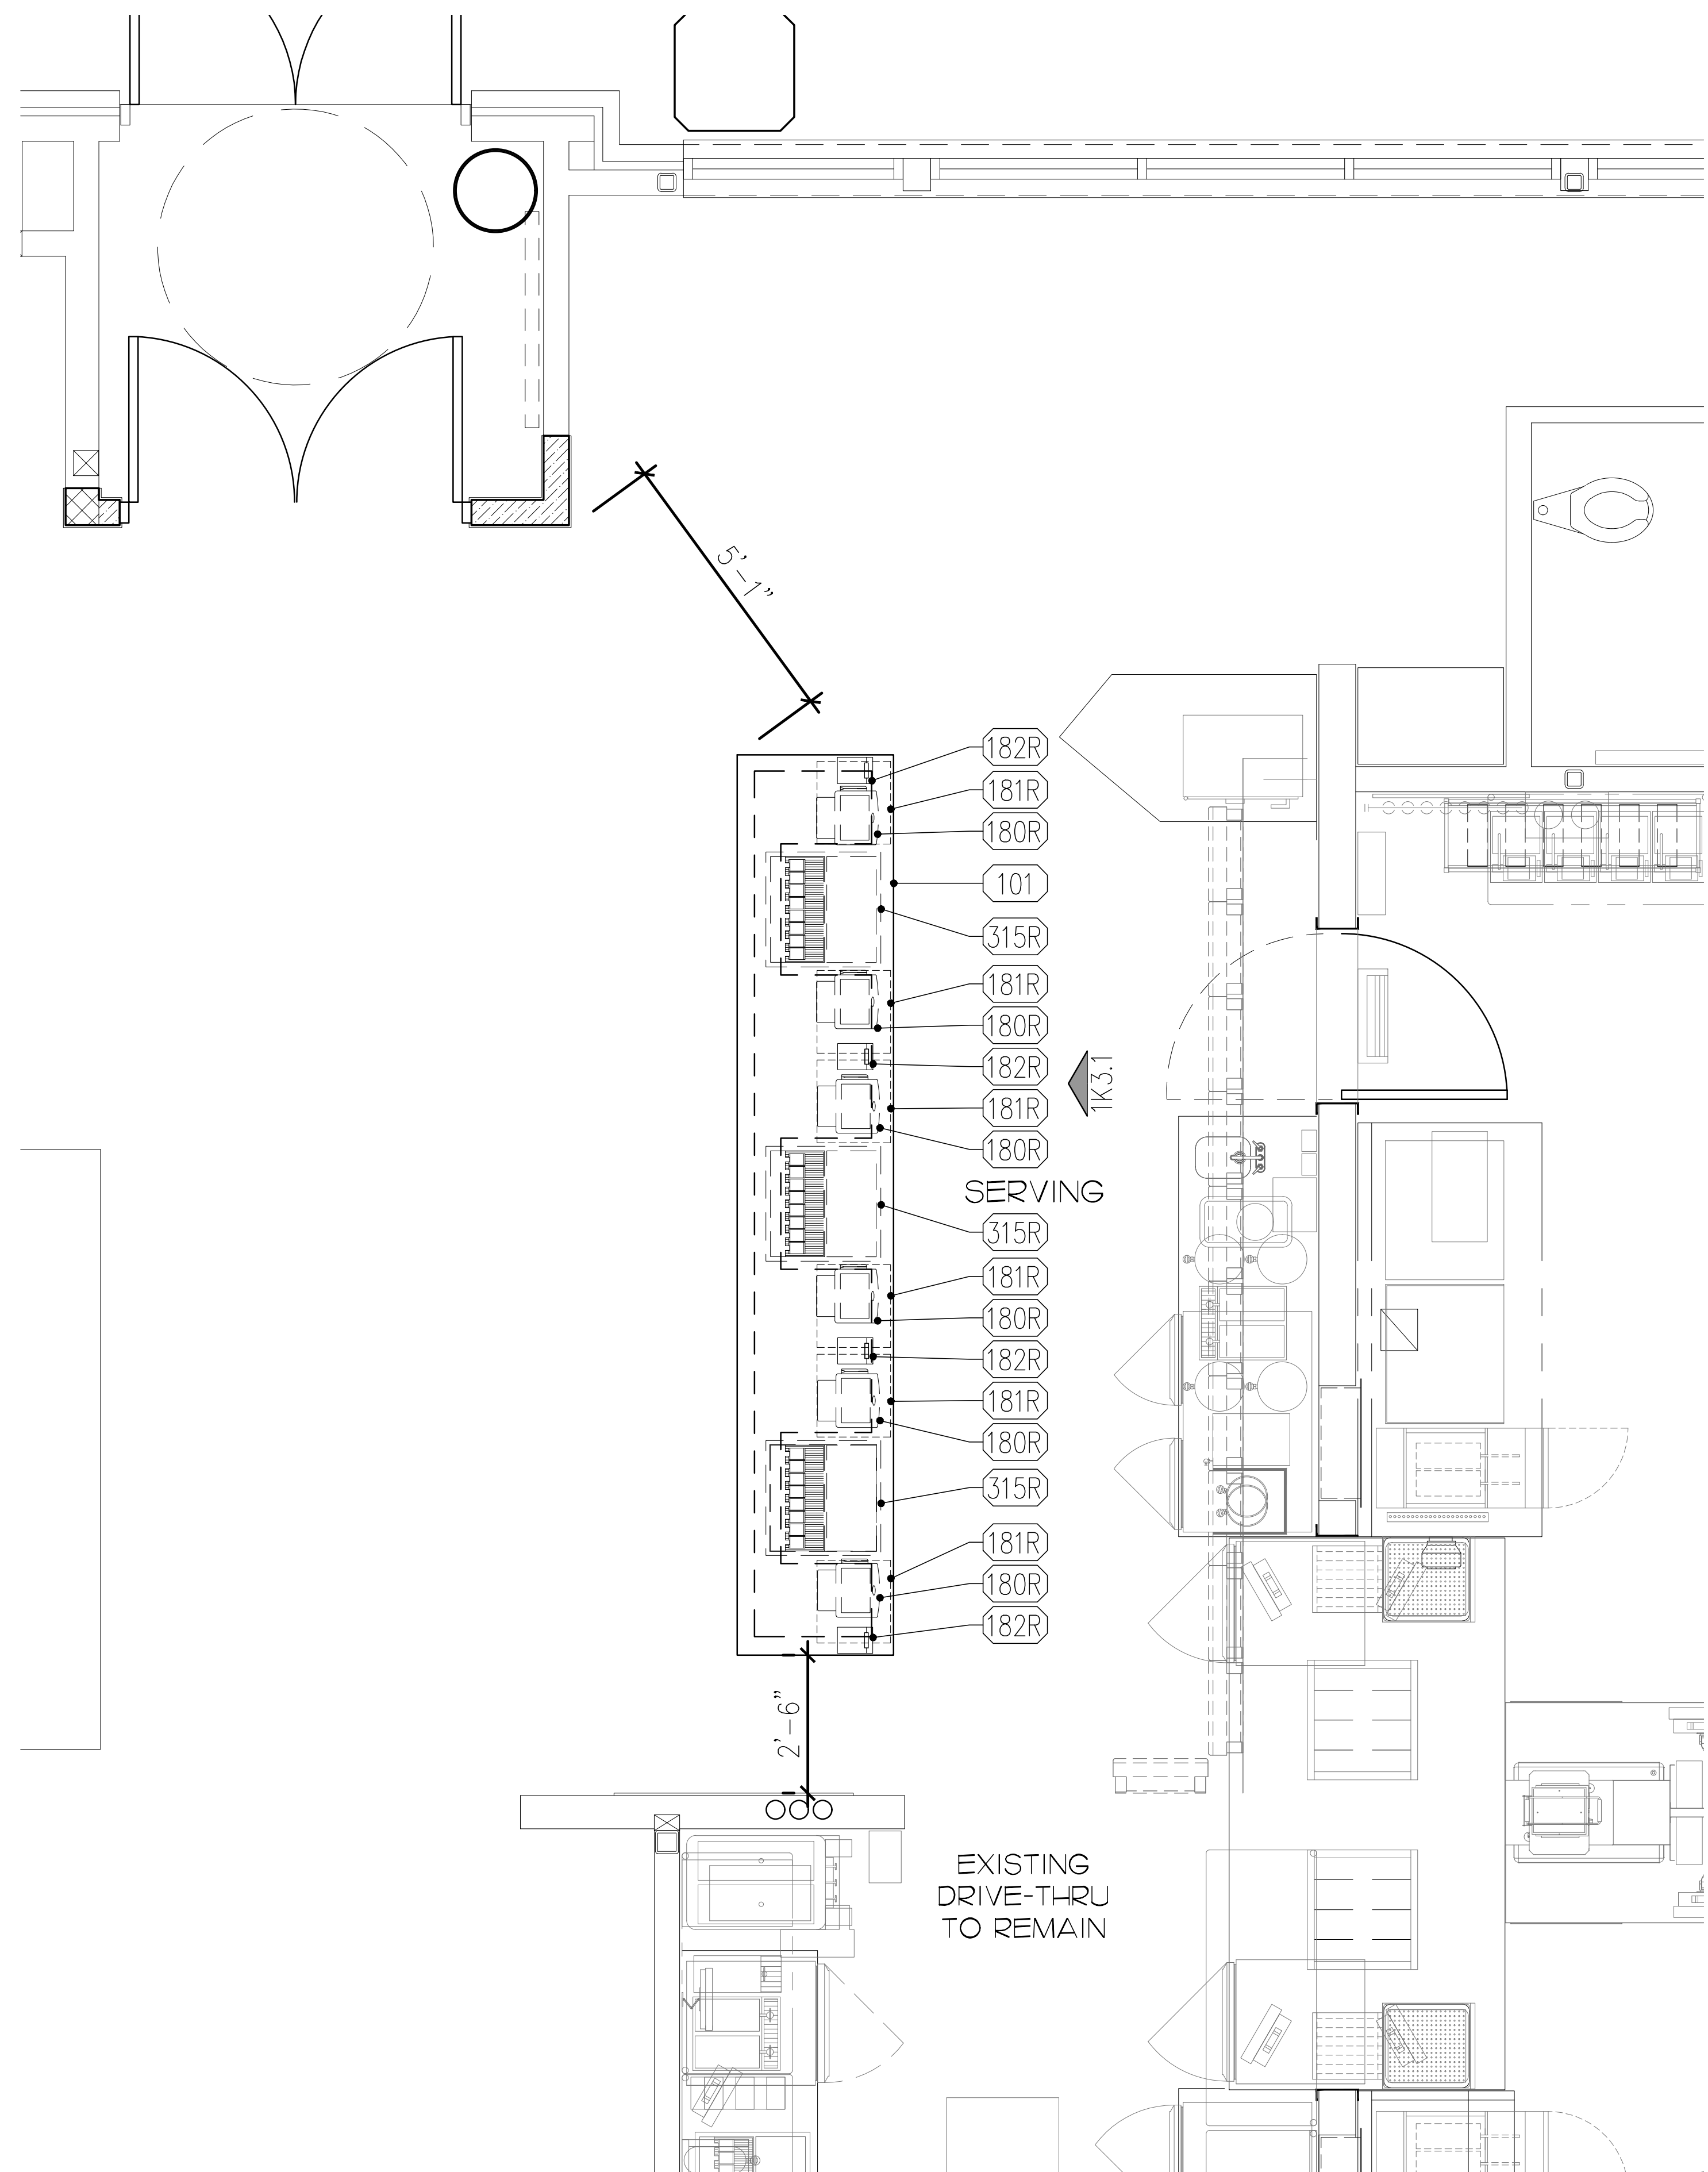 5'-1"
182R
181R
180R
101
315R
181R
180R
182R
1K3.1
181R
180R
SERVING
315R
181R
180R
182R
181R
180R
315R
181R
180R
182R
2'-6"
EXISTING
DRIVE-THRU
TO REMAIN